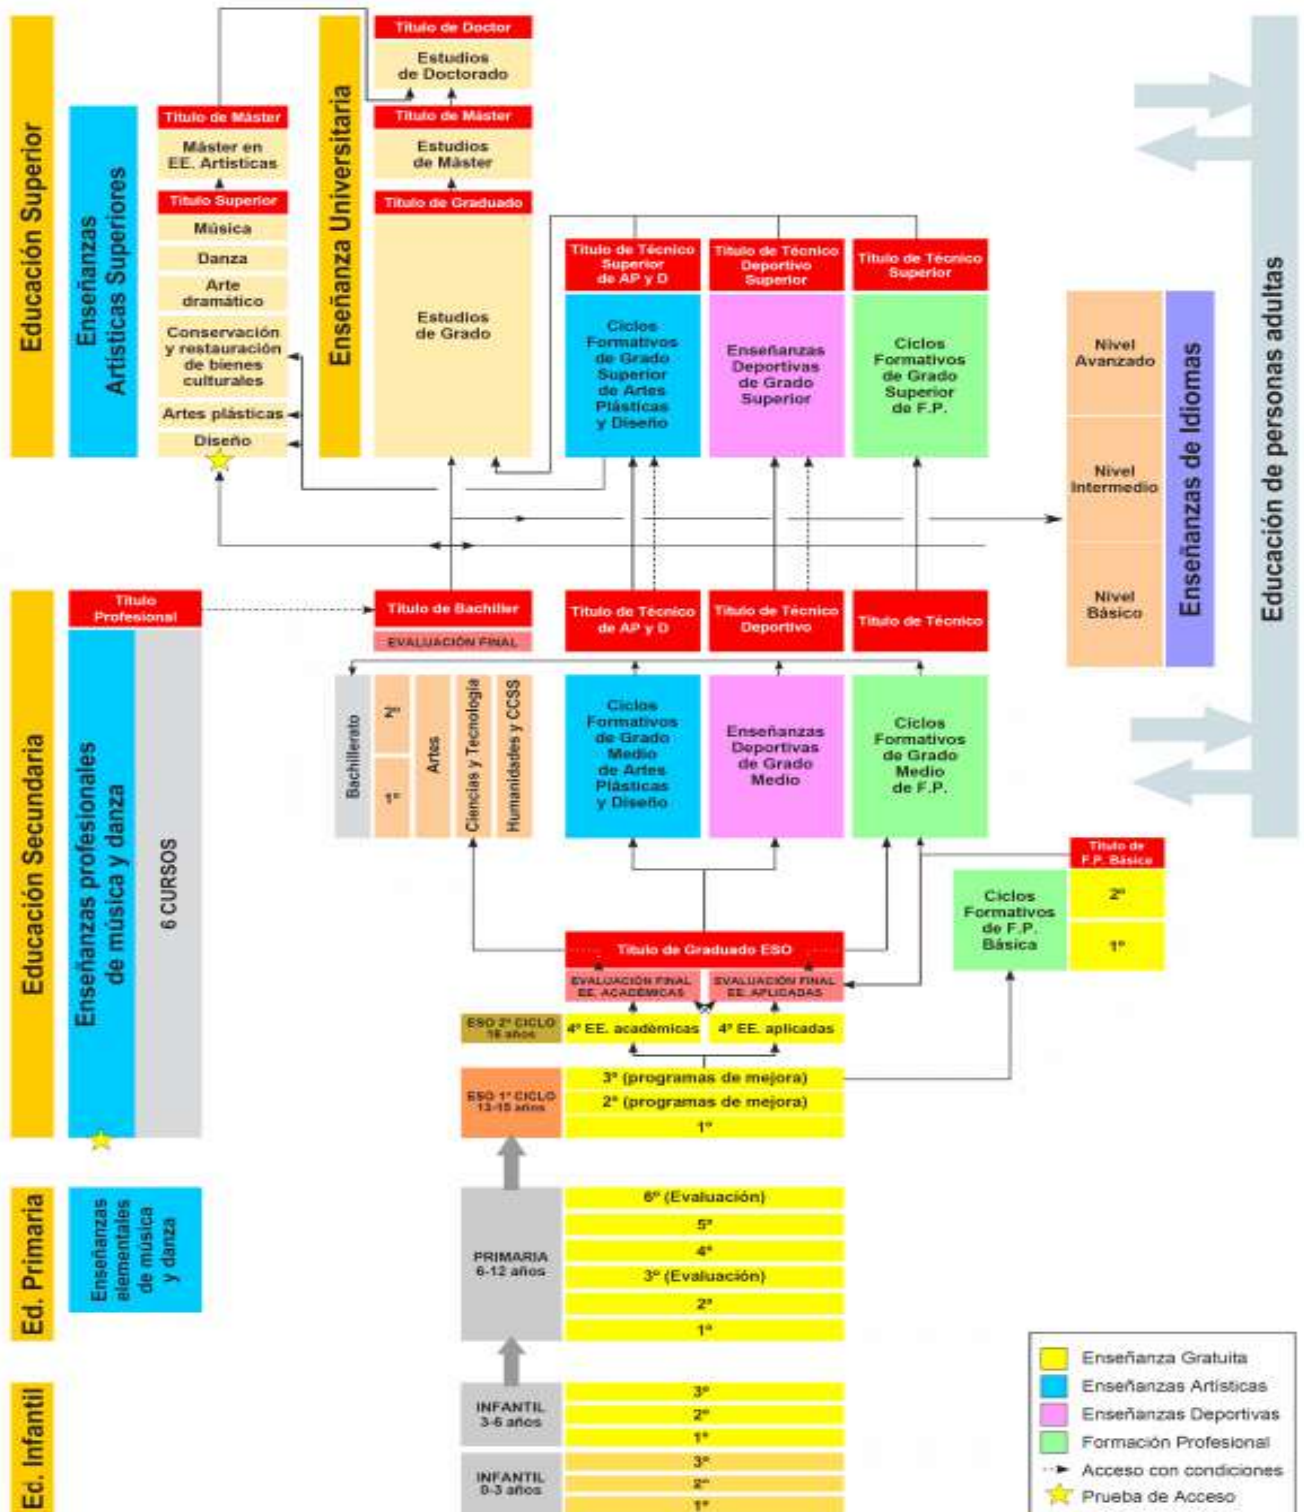 Educación Superior
Enseñanzas
Artísticas Superiores
Título de Máster
Máster en
EE. Artísticas
Título Superior
Música
Danza
Arte
dramático
Conservación
y restauración
de bienes
culturales
Artes plásticas
Diseño
Enseñanza Universitaria
Título de Doctor
Estudios
de Doctorado
Título de Máster
Estudios
de Máster
Título de Graduado
Estudios
de Grado
Título de Técnico
Superior
de AP y D
Ciclos
Formativos
de Grado
Superior
de Artes
Plásticas
y Diseño
Título de Técnico
Deportivo
Superior
Enseñanzas
Deportivas
de Grado
Superior
Título de Técnico
Superior
Ciclos
Formativos
de Grado
Superior
de F.P.
Nivel
Avanzado
Nivel
Intermedio
Nivel
Básico
Enseñanzas de Idiomas
Educación de personas adultas
Educación Secundaria
Título
Profesional
Enseñanzas profesionales
de música y danza
6 CURSOS
Título de Bachiller
EVALUACIÓN FINAL
Bachillerato
2º
1º
Artes
Ciencias y Tecnología
Humanidades y CCSS
Título de Técnico
de AP y D
Ciclos
Formativos
de Grado
Medio
de Artes
Plásticas
y Diseño
Título de Técnico
Deportivo
Enseñanzas
Deportivas
de Grado
Medio
Título de Técnico
Ciclos
Formativos
de Grado
Medio
de F.P.
Título de
F.P. Básica
Ciclos
Formativos
de F.P.
Básica
2º
1º
Título de Graduado ESO
EVALUACIÓN FINAL
EE. ACADÉMICAS
EVALUACIÓN FINAL
EE. APLICADAS
ESO 2º CICLO
16 años
4º EE. académicas
4º EE. aplicadas
ESO 1º CICLO
13-15 años
3º (programas de mejora)
2º (programas de mejora)
1º
Ed. Primaria
Enseñanzas
elementales
de música
y danza
PRIMARIA
6-12 años
6º (Evaluación)
5º
4º
3º (Evaluación)
2º
1º
Ed. Infantil
INFANTIL
3-6 años
3º
2º
1º
INFANTIL
0-3 años
3º
2º
1º
Enseñanza Gratuita
Enseñanzas Artísticas
Enseñanzas Deportivas
Formación Profesional
Acceso con condiciones
Prueba de Acceso